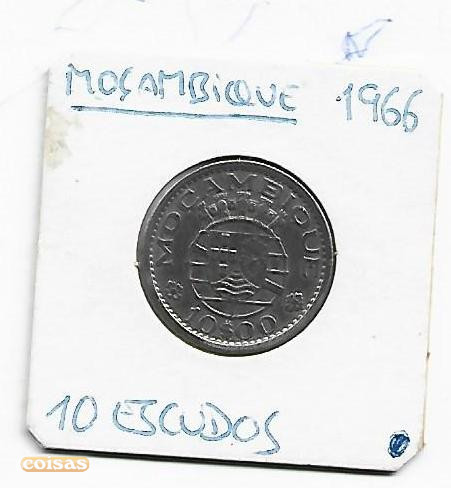 MOÇAMBIQUE 1966
MOÇAMBIQUE
10$00
10 ESCUDOS
coisas